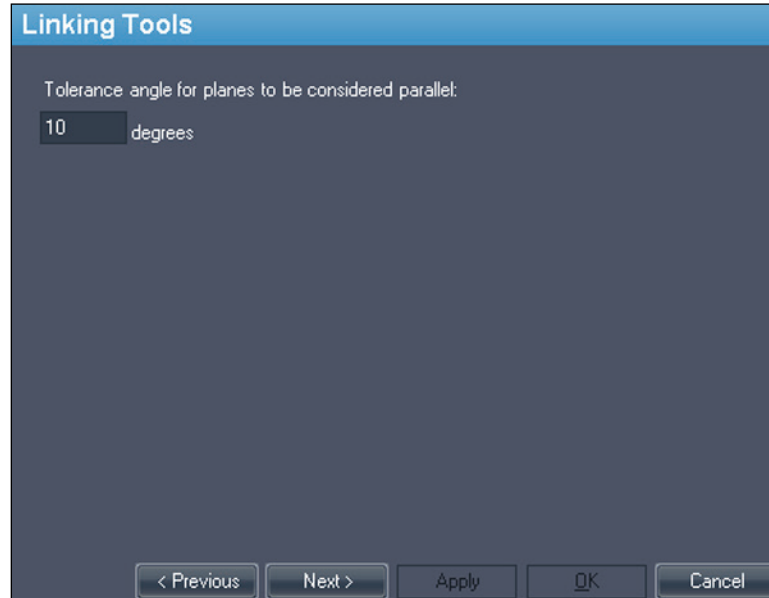 Linking Tools
Tolerance angle for planes to be considered parallel:
10 degrees
< Previous Next > Apply OK Cancel